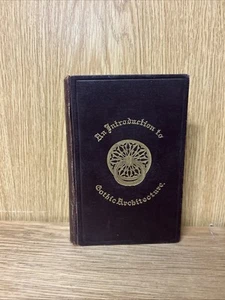 An Introduction to
Gothic Architecture.